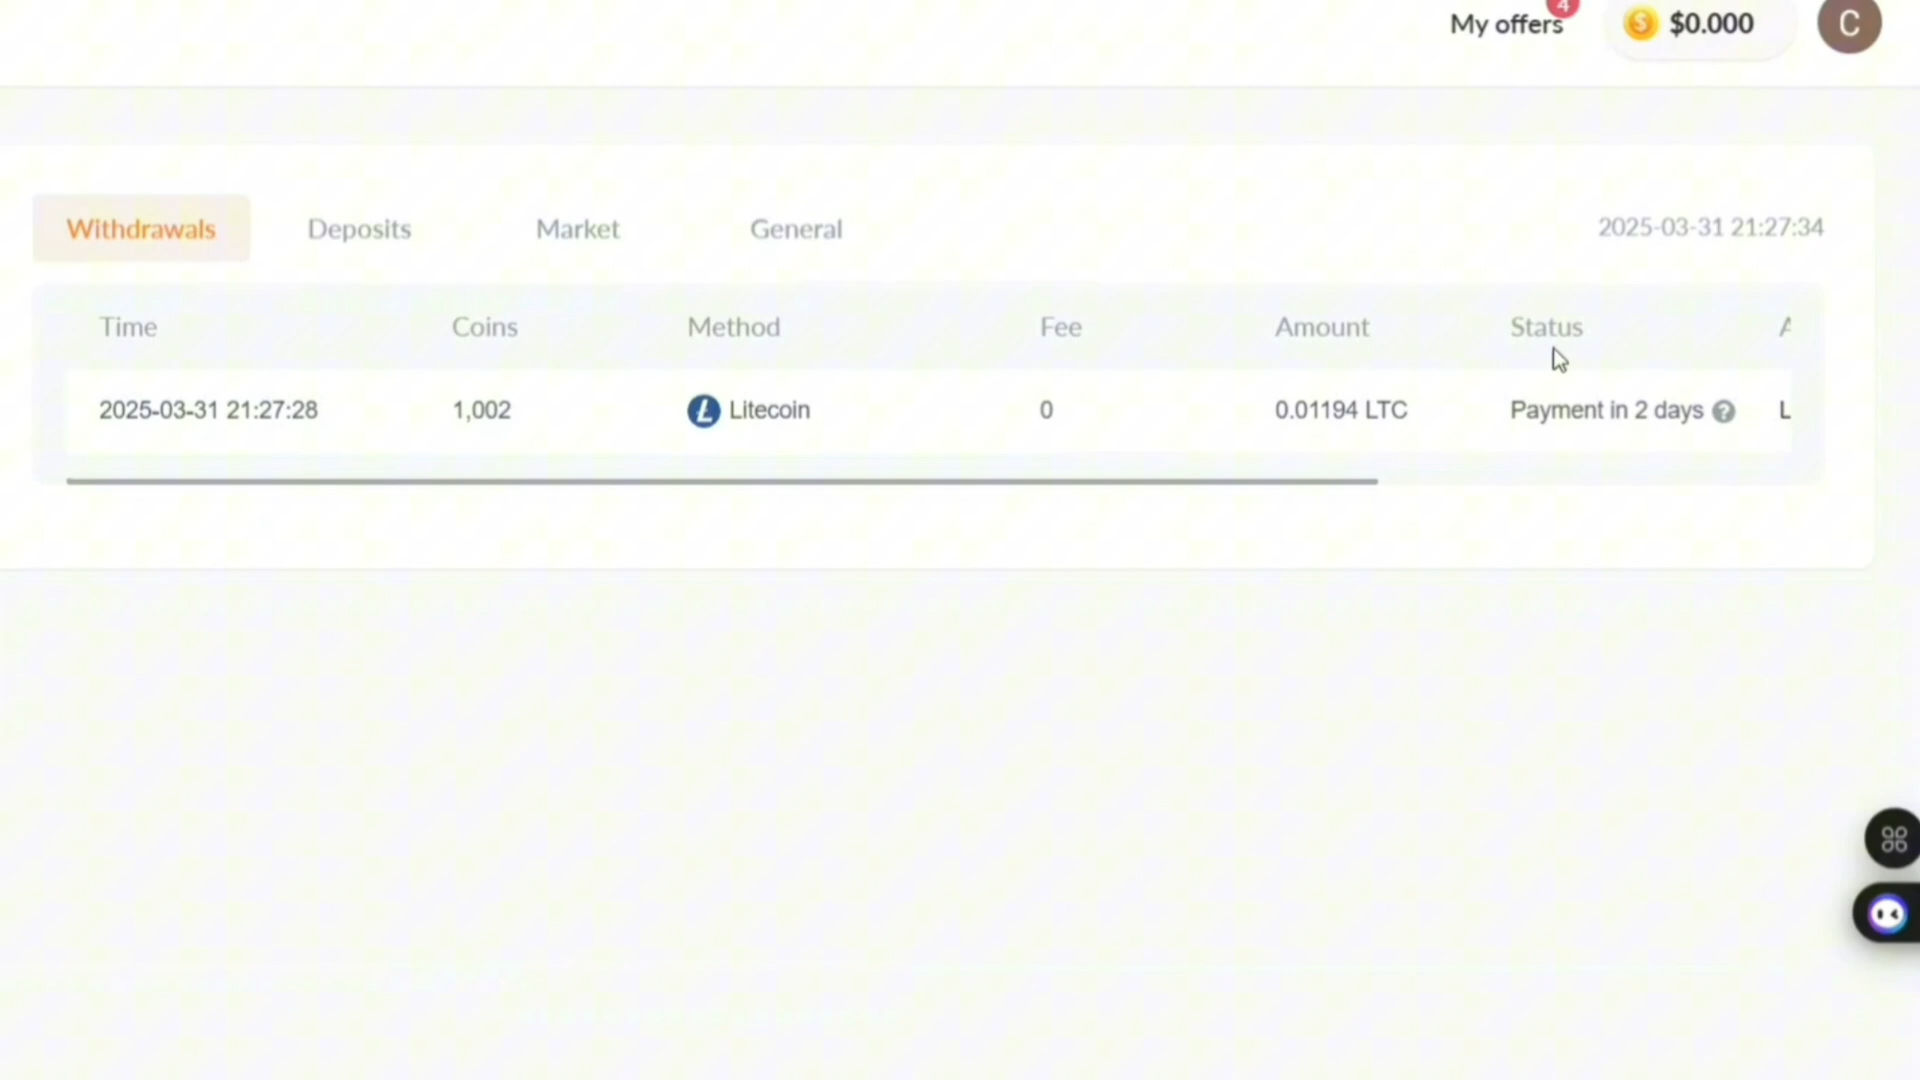 My offers 4 $0.000 C
Withdrawals Deposits Market General 2025-03-31 21:27:34
Time Coins Method Fee Amount Status
2025-03-31 21:27:28 1,002 Litecoin 0 0.01194 LTC Payment in 2 days ? L